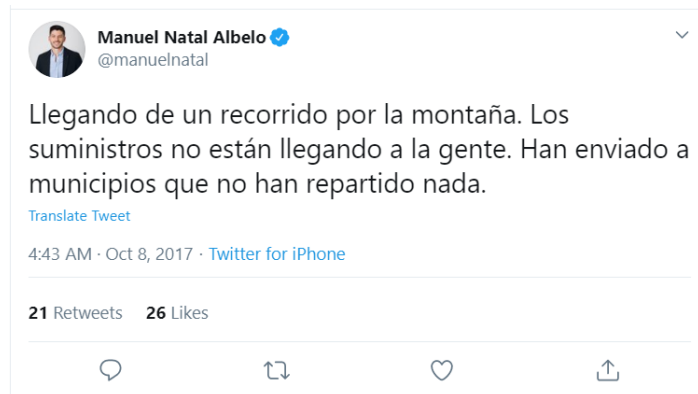 Manuel Natal Albelo
@manuelnatal
Llegando de un recorrido por la montaña. Los
suministros no están llegando a la gente. Han enviado a
municipios que no han repartido nada.
Translate Tweet
4:43 AM · Oct 8, 2017 · Twitter for iPhone
21 Retweets 26 Likes